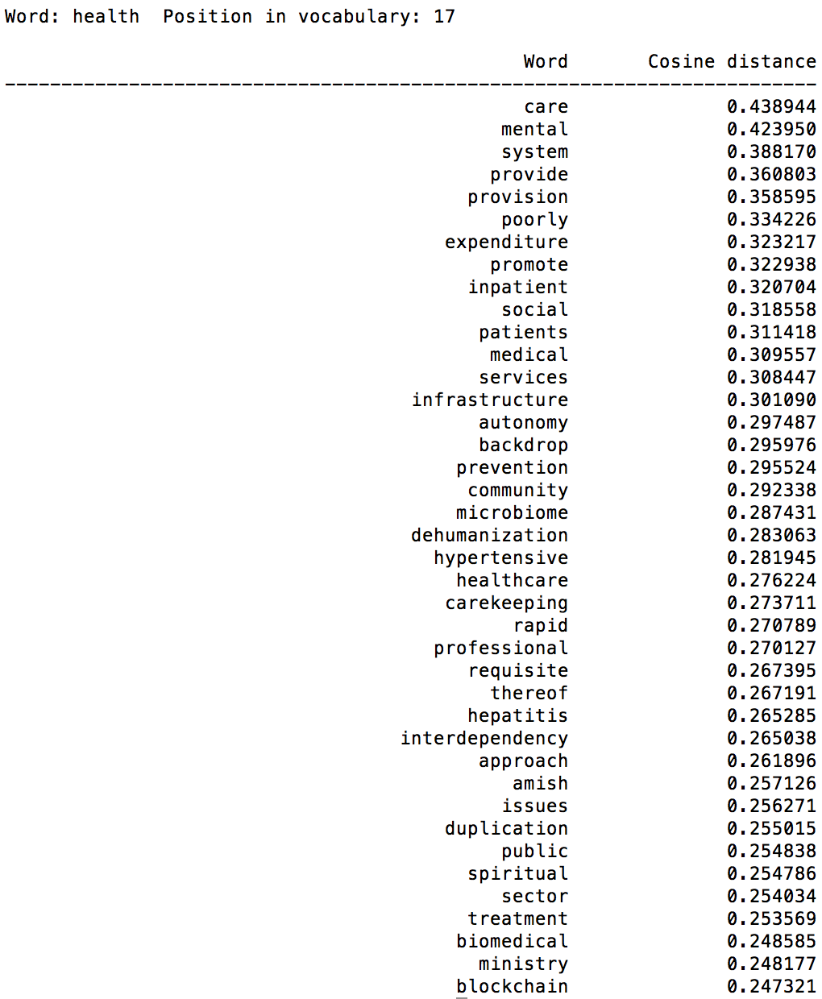 Word: health  Position in vocabulary: 17
Word Cosine distance
------------------------------------------------------------------------
care 0.438944
mental 0.423950
system 0.388170
provide 0.360803
provision 0.358595
poorly 0.334226
expenditure 0.323217
promote 0.322938
inpatient 0.320704
social 0.318558
patients 0.311418
medical 0.309557
services 0.308447
infrastructure 0.301090
autonomy 0.297487
backdrop 0.295976
prevention 0.295524
community 0.292338
microbiome 0.287431
dehumanization 0.283063
hypertensive 0.281945
healthcare 0.276224
carekeeping 0.273711
rapid 0.270789
professional 0.270127
requisite 0.267395
thereof 0.267191
hepatitis 0.265285
interdependency 0.265038
approach 0.261896
amish 0.257126
issues 0.256271
duplication 0.255015
public 0.254838
spiritual 0.254786
sector 0.254034
treatment 0.253569
biomedical 0.248585
ministry 0.248177
blockchain 0.247321